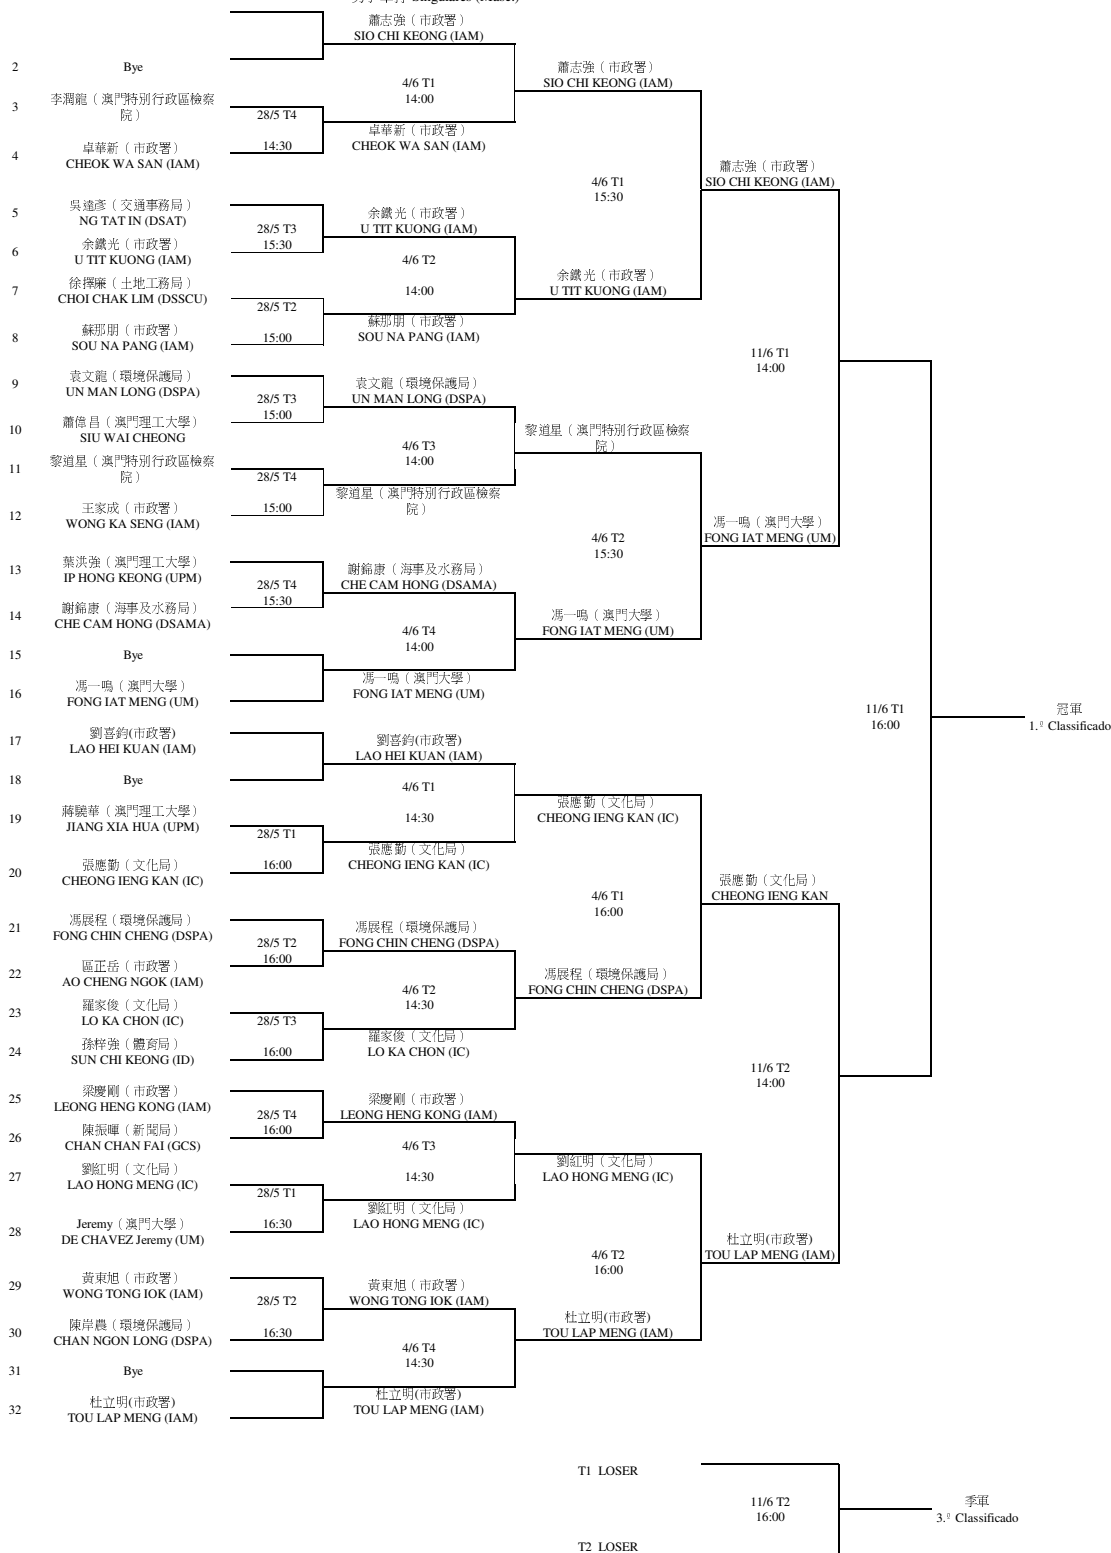 蕭志強（市政署）
SIO CHI KEONG (IAM)
2
Bye
4/6 T1
14:00
蕭志強（市政署）
SIO CHI KEONG (IAM)
3
李潤龍（澳門特別行政區檢察
院）
28/5 T4
14:30
卓華新（市政署）
CHEOK WA SAN (IAM)
4
卓華新（市政署）
CHEOK WA SAN (IAM)
4/6 T1
15:30
蕭志強（市政署）
SIO CHI KEONG (IAM)
5
吳達彥（交通事務局）
NG TAT IN (DSAT)
28/5 T3
15:30
余鐵光（市政署）
U TIT KUONG (IAM)
6
余鐵光（市政署）
U TIT KUONG (IAM)
4/6 T2
14:00
余鐵光（市政署）
U TIT KUONG (IAM)
7
徐擇廉（土地工務局）
CHOI CHAK LIM (DSSCU)
28/5 T2
15:00
蘇那朋（市政署）
SOU NA PANG (IAM)
8
蘇那朋（市政署）
SOU NA PANG (IAM)
11/6 T1
14:00
9
袁文龍（環境保護局）
UN MAN LONG (DSPA)
28/5 T3
15:00
袁文龍（環境保護局）
UN MAN LONG (DSPA)
10
蕭偉昌（澳門理工大學）
SIU WAI CHEONG
4/6 T3
14:00
黎道星（澳門特別行政區檢察
院）
11
黎道星（澳門特別行政區檢察
院）
28/5 T4
15:00
黎道星（澳門特別行政區檢察
院）
12
王家成（市政署）
WONG KA SENG (IAM)
4/6 T2
15:30
馮一鳴（澳門大學）
FONG IAT MENG (UM)
13
葉洪強（澳門理工大學）
IP HONG KEONG (UPM)
28/5 T4
15:30
謝錦康（海事及水務局）
CHE CAM HONG (DSAMA)
14
謝錦康（海事及水務局）
CHE CAM HONG (DSAMA)
4/6 T4
14:00
馮一鳴（澳門大學）
FONG IAT MENG (UM)
15
Bye
16
馮一鳴（澳門大學）
FONG IAT MENG (UM)
馮一鳴（澳門大學）
FONG IAT MENG (UM)
11/6 T1
16:00
冠軍
1.º Classificado
17
劉喜鈞(市政署)
LAO HEI KUAN (IAM)
劉喜鈞(市政署)
LAO HEI KUAN (IAM)
18
Bye
4/6 T1
14:30
張應勤（文化局）
CHEONG IENG KAN (IC)
19
蔣驍華（澳門理工大學）
JIANG XIA HUA (UPM)
28/5 T1
16:00
張應勤（文化局）
CHEONG IENG KAN (IC)
20
張應勤（文化局）
CHEONG IENG KAN (IC)
4/6 T1
16:00
張應勤（文化局）
CHEONG IENG KAN
21
馮展程（環境保護局）
FONG CHIN CHENG (DSPA)
28/5 T2
16:00
馮展程（環境保護局）
FONG CHIN CHENG (DSPA)
22
區正岳（市政署）
AO CHENG NGOK (IAM)
4/6 T2
14:30
馮展程（環境保護局）
FONG CHIN CHENG (DSPA)
23
羅家俊（文化局）
LO KA CHON (IC)
28/5 T3
16:00
羅家俊（文化局）
LO KA CHON (IC)
24
孫梓強（體育局）
SUN CHI KEONG (ID)
11/6 T2
14:00
25
梁慶剛（市政署）
LEONG HENG KONG (IAM)
28/5 T4
16:00
梁慶剛（市政署）
LEONG HENG KONG (IAM)
26
陳振暉（新聞局）
CHAN CHAN FAI (GCS)
4/6 T3
14:30
劉紅明（文化局）
LAO HONG MENG (IC)
27
劉紅明（文化局）
LAO HONG MENG (IC)
28/5 T1
16:30
劉紅明（文化局）
LAO HONG MENG (IC)
28
Jeremy（澳門大學）
DE CHAVEZ Jeremy (UM)
4/6 T2
16:00
杜立明(市政署)
TOU LAP MENG (IAM)
29
黃東旭（市政署）
WONG TONG IOK (IAM)
28/5 T2
16:30
黃東旭（市政署）
WONG TONG IOK (IAM)
30
陳岸農（環境保護局）
CHAN NGON LONG (DSPA)
4/6 T4
14:30
杜立明(市政署)
TOU LAP MENG (IAM)
31
Bye
32
杜立明(市政署)
TOU LAP MENG (IAM)
杜立明(市政署)
TOU LAP MENG (IAM)
T1 LOSER
11/6 T2
16:00
季軍
3.º Classificado
T2 LOSER